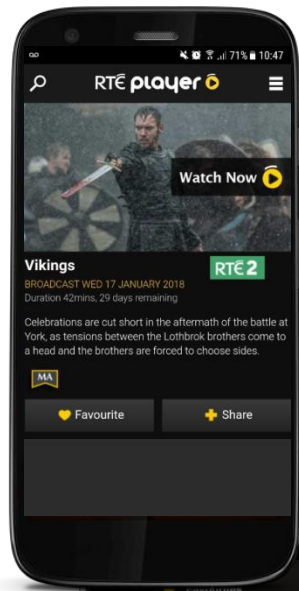 71% 10:47
RTÉ player
Watch Now
Vikings
RTÉ 2
BROADCAST WED 17 JANUARY 2018
Duration 42mins, 29 days remaining
Celebrations are cut short in the aftermath of the battle at
York, as tensions between the Lothbrok brothers come to
a head and the brothers are forced to choose sides.
MA
Favourite
Share